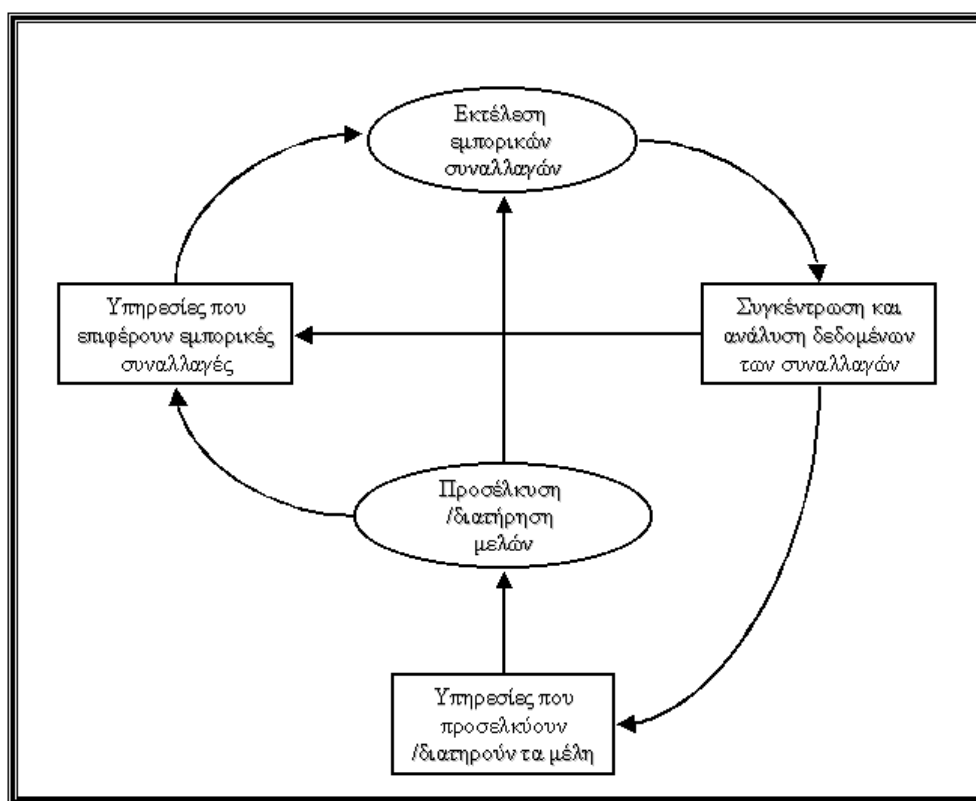 Εκτέλεση
εμπορικών
συναλλαγών
Υπηρεσίες που
επιφέρουν εμπορικές
συναλλαγές
Συγκέντρωση και
ανάλυση δεδομένων
των συναλλαγών
Προσέλκυση
/διατήρηση
μελών
Υπηρεσίες που
προσελκύουν
/διατηρούν τα μέλη